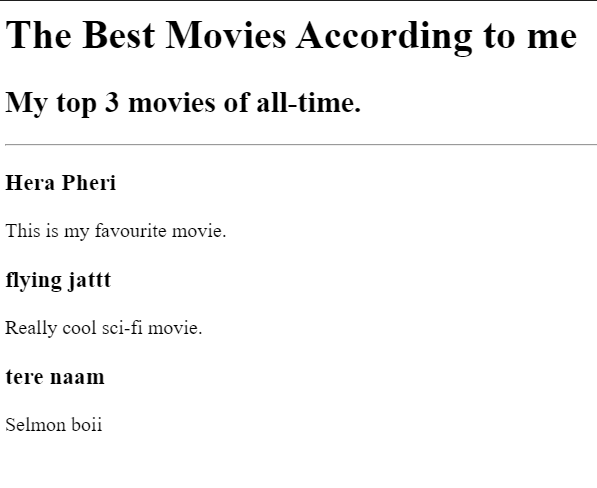 The Best Movies According to me
My top 3 movies of all-time.
Hera Pheri
This is my favourite movie.
flying jattt
Really cool sci-fi movie.
tere naam
Selmon boii